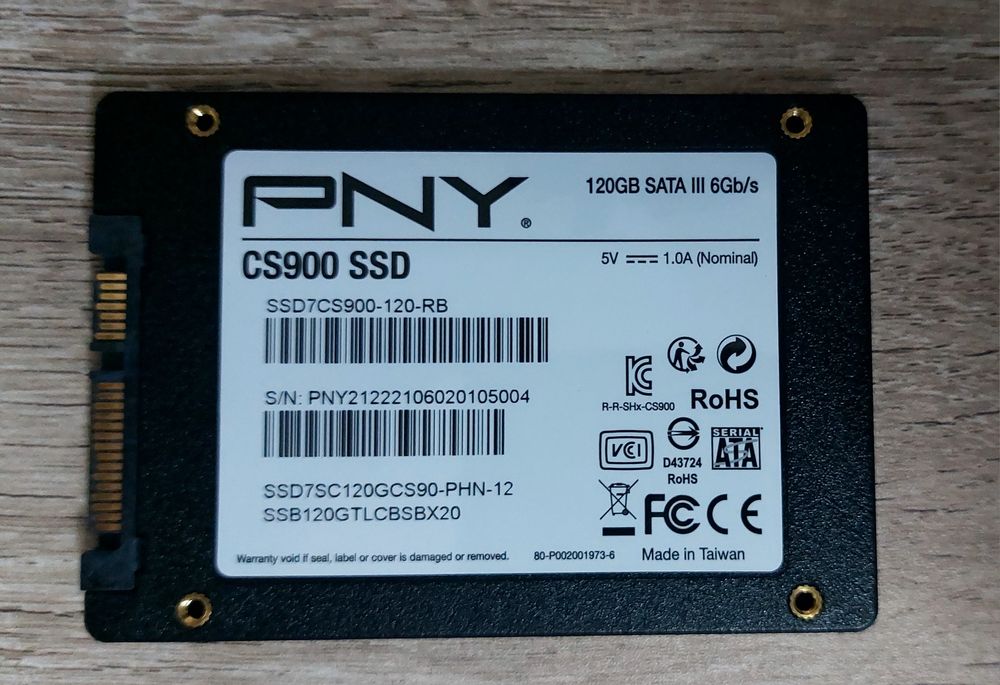 PNY®
120GB SATA III 6Gb/s
CS900 SSD
5V 1.0A (Nominal)
SSD7CS900-120-RB
S/N: PNY21222106020105004
R-R-SHx-CS900
RoHS
VCI
D43724
RoHS
SERIAL
ATA
SSD7SC120GCS90-PHN-12
SSB120GTLCBSBX20
FC CE
Warranty void if seal, label or cover is damaged or removed.
80-P002001973-6
Made in Taiwan